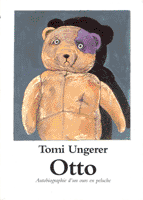 Tomi Ungerer
Otto
Autobiographie d'un ours en peluche